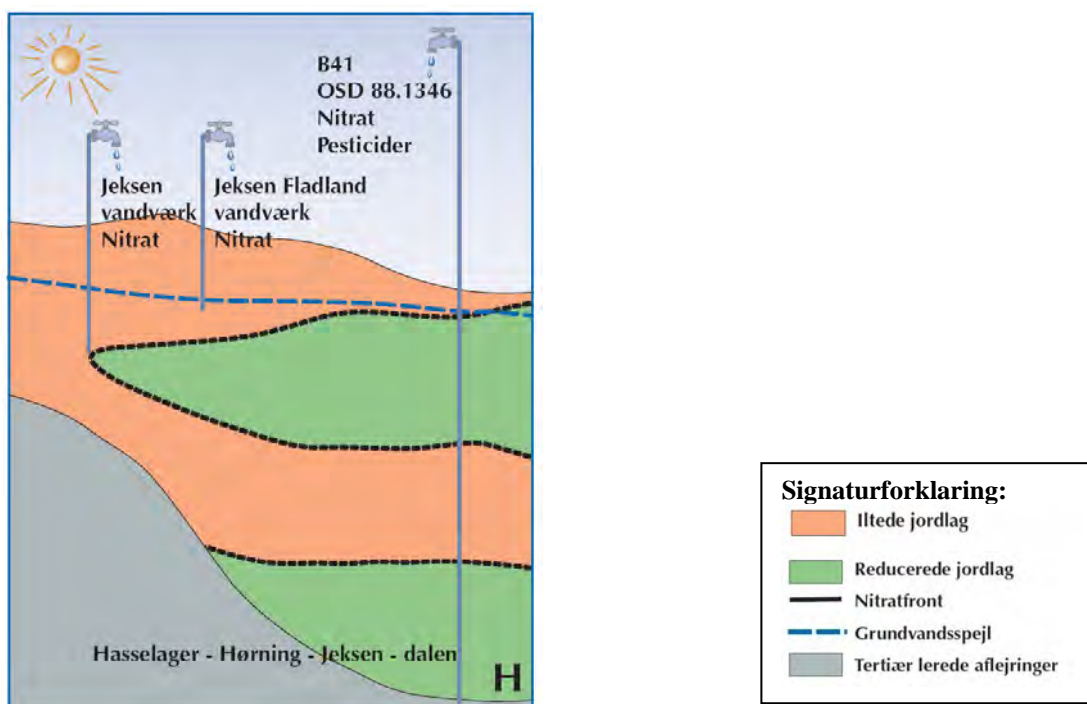 B41
OSD 88.1346
Nitrat
Pesticider
Jeksen
vandværk
Nitrat
Jeksen Fladland
vandværk
Nitrat
Hasselager - Hørning - Jeksen - dalen
H
Signaturforklaring:
Iltede jordlag
Reducerede jordlag
Nitratfront
Grundvandsspejl
Tertiær lerede aflejringer